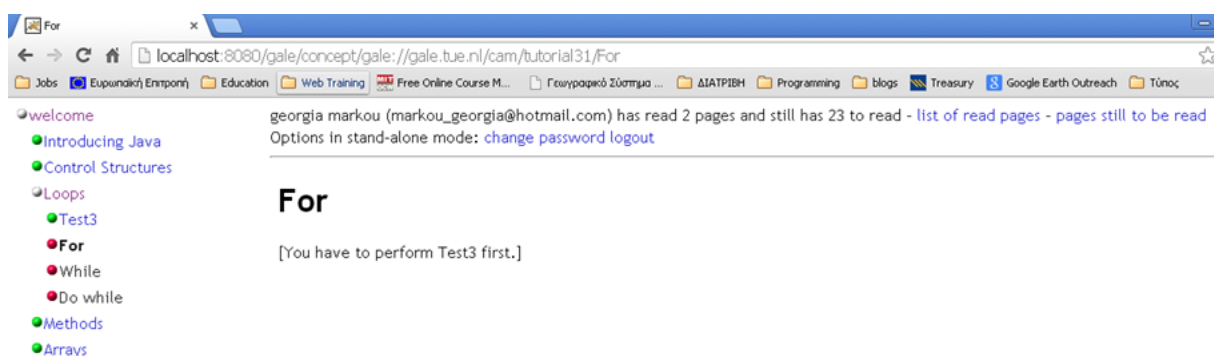 For
localhost:8080/gale/concept/gale://gale.tue.nl/cam/tutorial31/For
Jobs Ευρωπαϊκή Επιτροπή Education Web Training Free Online Course M... Γεωγραφικό Σύστημα ... ΔΙΑΤΡΙΒΗ Programming blogs Treasury Google Earth Outreach Τύπος
welcome
Introducing Java
Control Structures
Loops
Test3
For
While
Do while
Methods
Arrays
georgia markou (markou_georgia@hotmail.com) has read 2 pages and still has 23 to read - list of read pages - pages still to be read
Options in stand-alone mode: change password logout
For
[You have to perform Test3 first.]